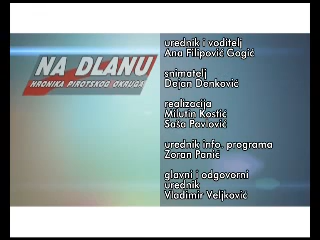 NA DLANU
HRONIKA PIROTSKOG OKRUGA
urednik i voditelj
Ana Filipović Gogić
snimatelj
Dejan Denković
realizacija
Milutin Kostić
Saša Pavlović
urednik info. programa
Zoran Panić
glavni i odgovorni
urednik
Vladimir Veljković